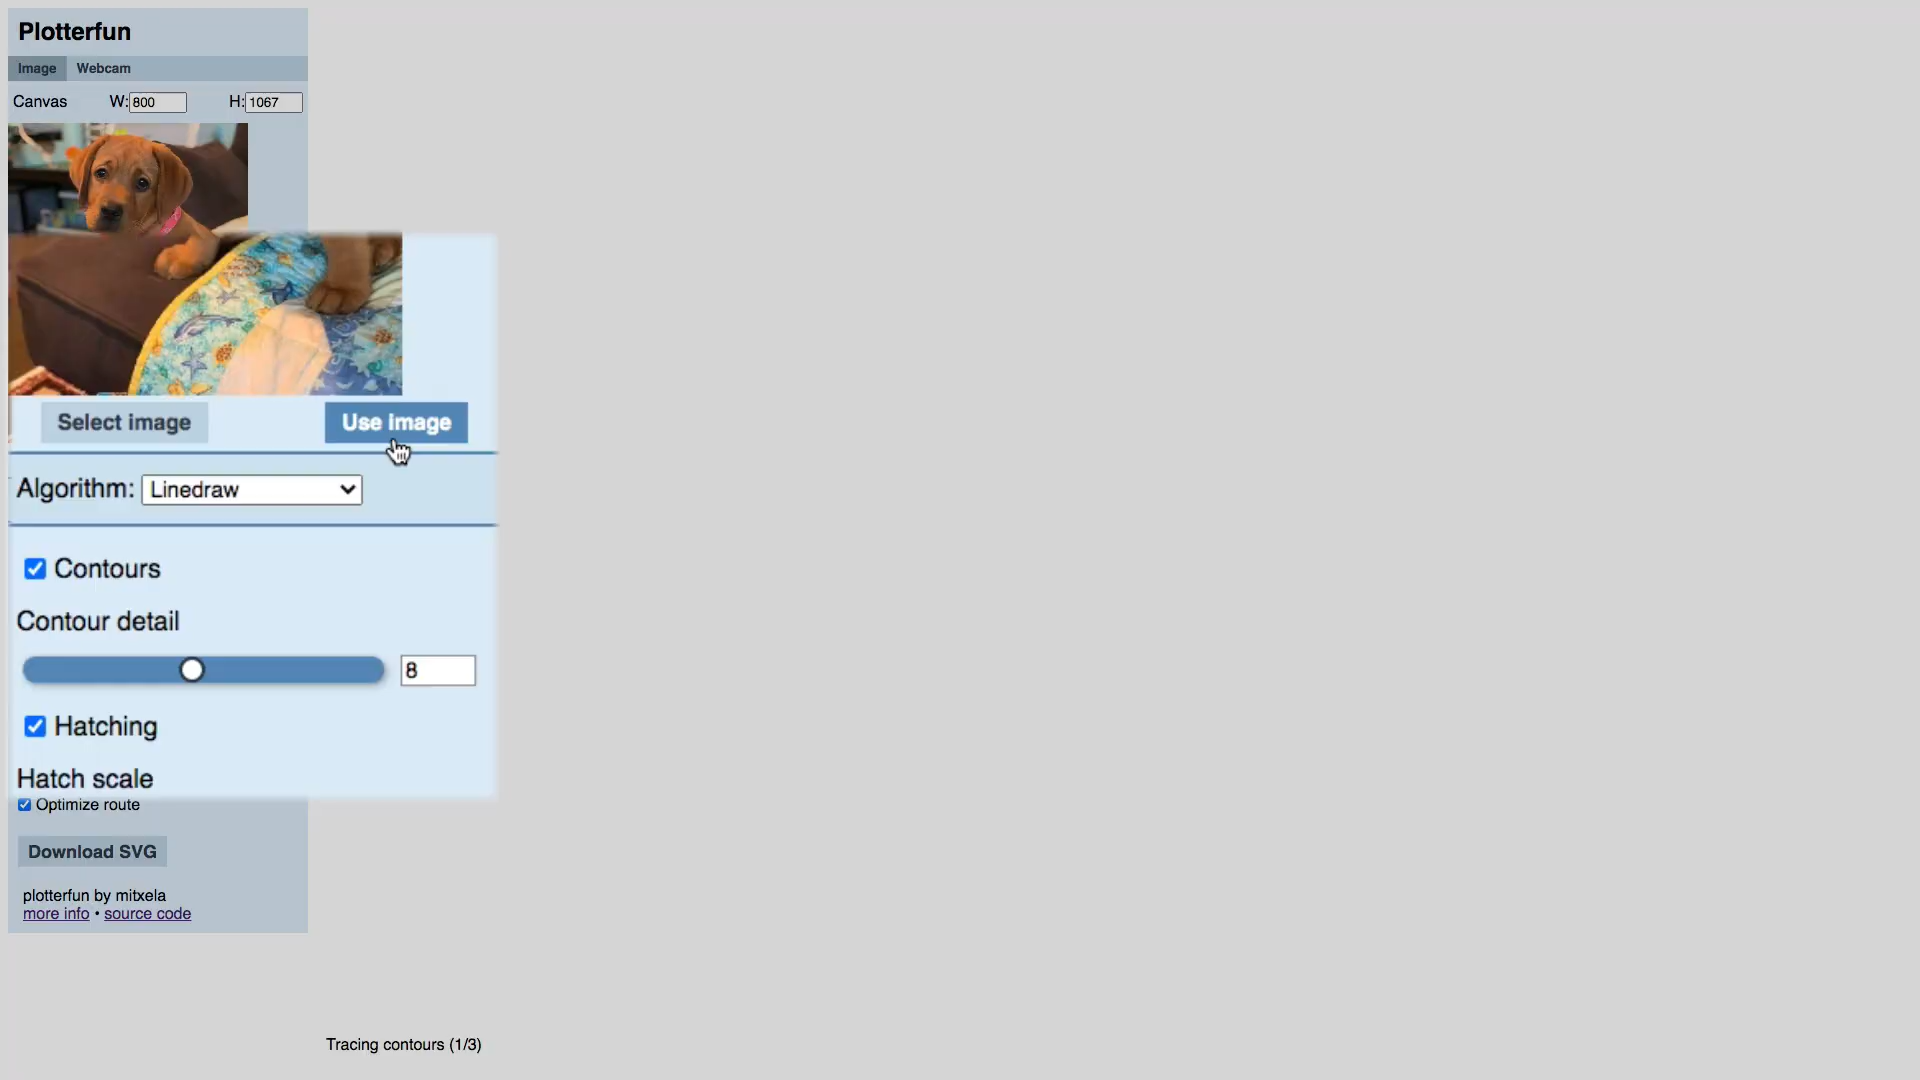 Plotterfun
Image Webcam
Canvas W: 800 H: 1067
Select image Use image
Algorithm: Linedraw
Contours
Contour detail
8
Hatching
Hatch scale
Optimize route
Download SVG
plotterfun by mitxela
more info • source code
Tracing contours (1/3)